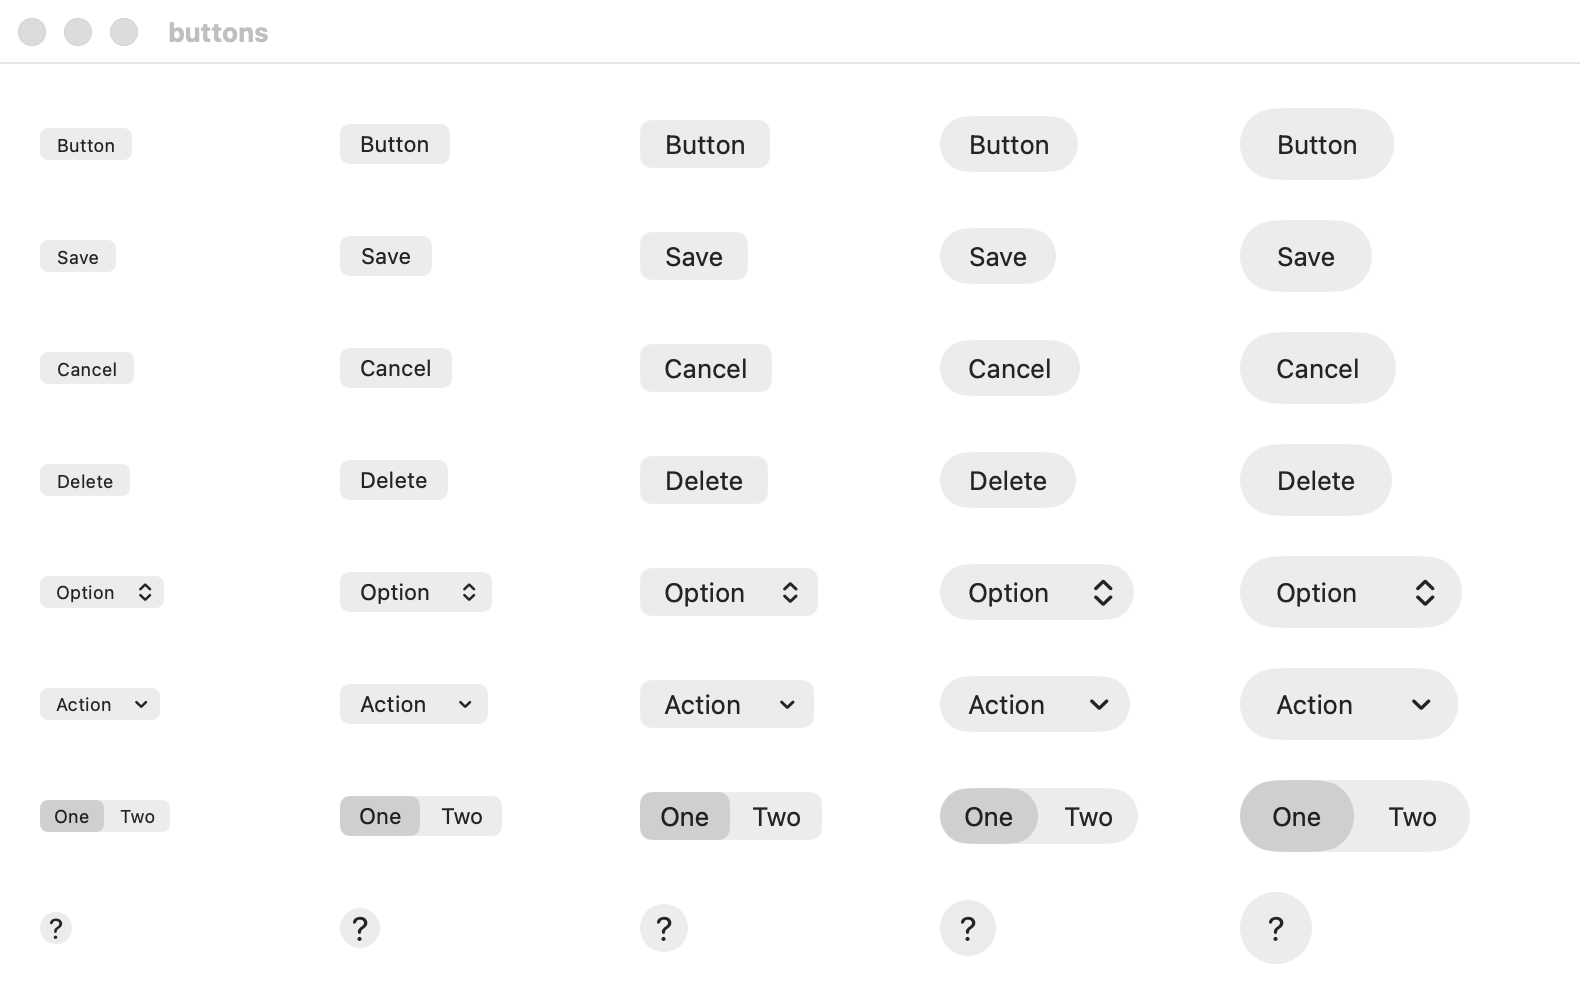 buttons
Button Button Button Button Button
Save Save Save Save Save
Cancel Cancel Cancel Cancel Cancel
Delete Delete Delete Delete Delete
Option Option Option Option Option
Action Action Action Action Action
One Two One Two One Two One Two One Two
? ? ? ? ?